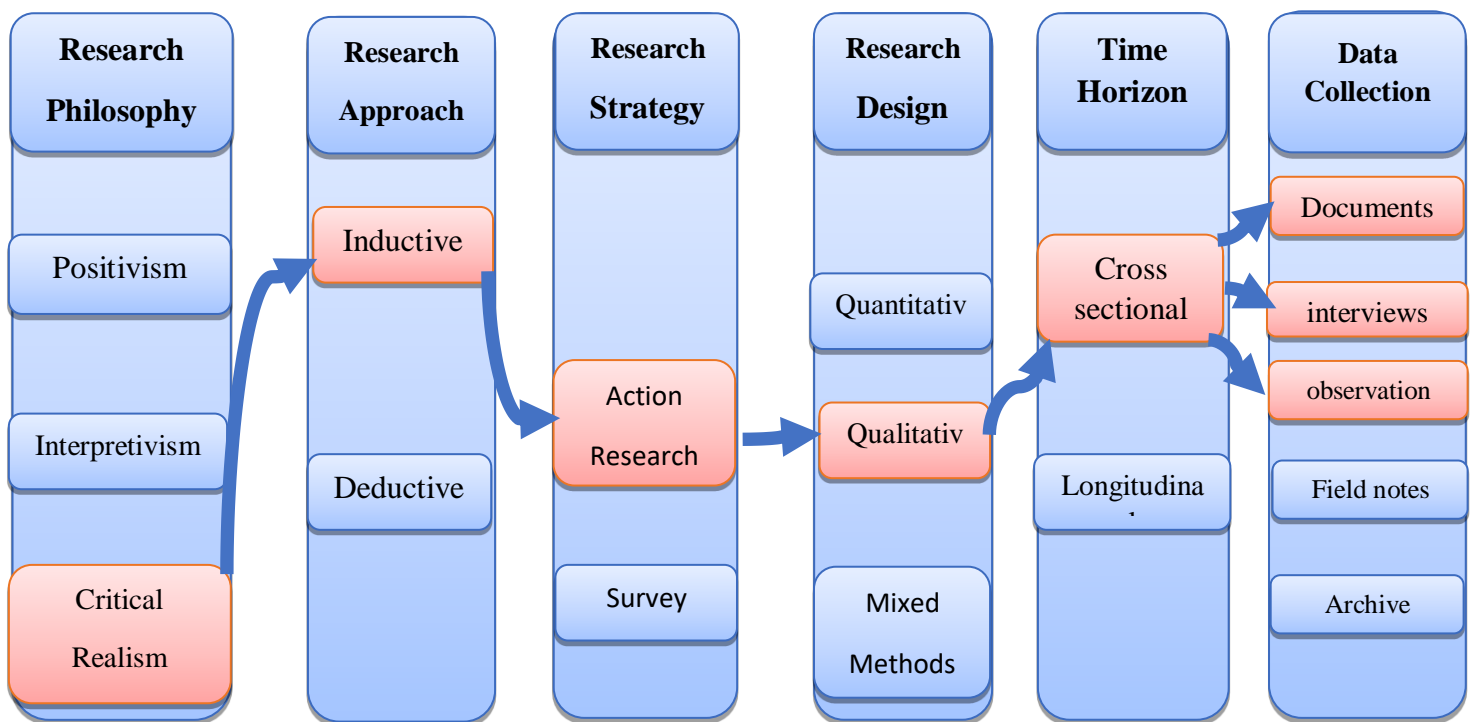 Research
Philosophy
Positivism
Interpretivism
Critical
Realism
Research
Approach
Inductive
Deductive
Research
Strategy
Action
Research
Survey
Research
Design
Quantitativ
Qualitativ
Mixed
Methods
Time
Horizon
Cross
sectional
Longitudina
Data
Collection
Documents
interviews
observation
Field notes
Archive